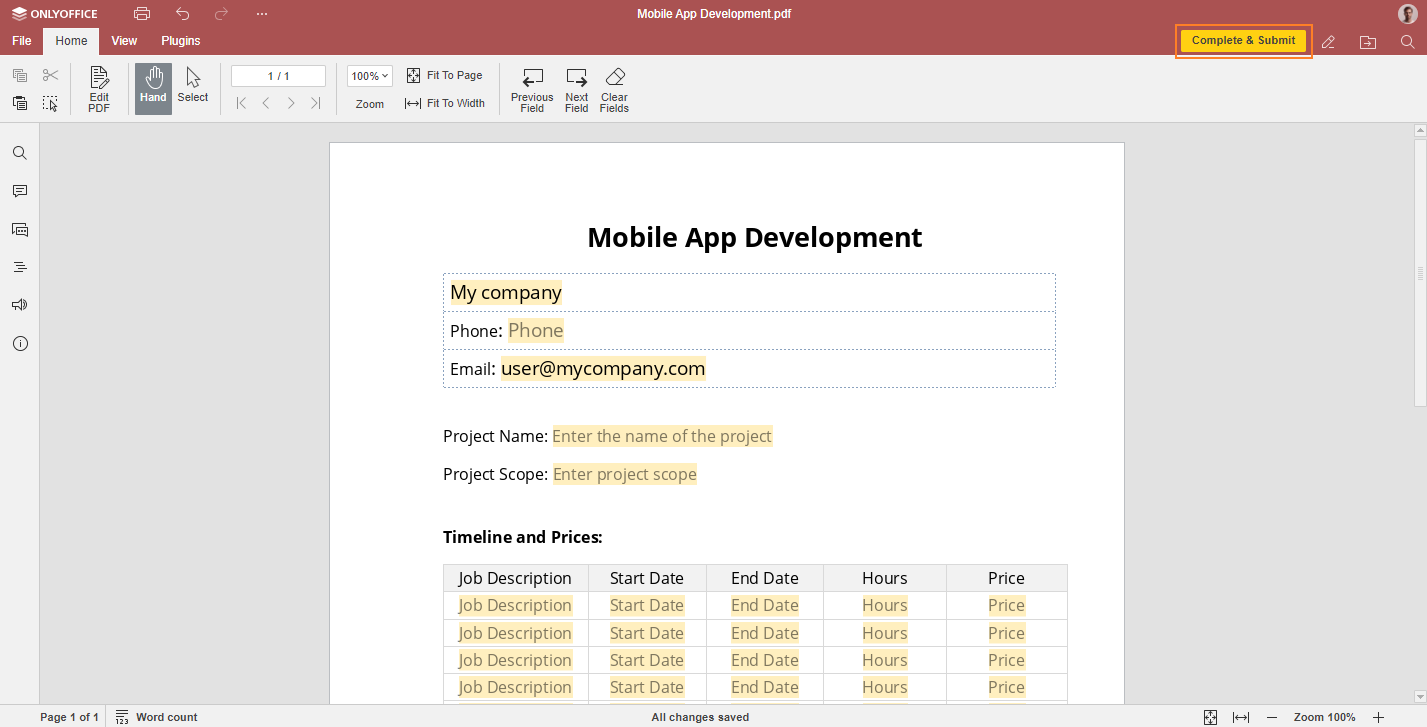 ONLYOFFICE
Mobile App Development.pdf
File Home View Plugins
Complete & Submit
Edit PDF
Hand
Select
1 / 1
100%
Zoom
Fit To Page
Fit To Width
Previous Field
Next Field
Clear Fields
Mobile App Development
My company
Phone: Phone
Email: user@mycompany.com
Project Name: Enter the name of the project
Project Scope: Enter project scope
Timeline and Prices:
Job Description Start Date End Date Hours Price
Job Description Start Date End Date Hours Price
Job Description Start Date End Date Hours Price
Job Description Start Date End Date Hours Price
Job Description Start Date End Date Hours Price
Page 1 of 1
123
Word count
All changes saved
Zoom 100%